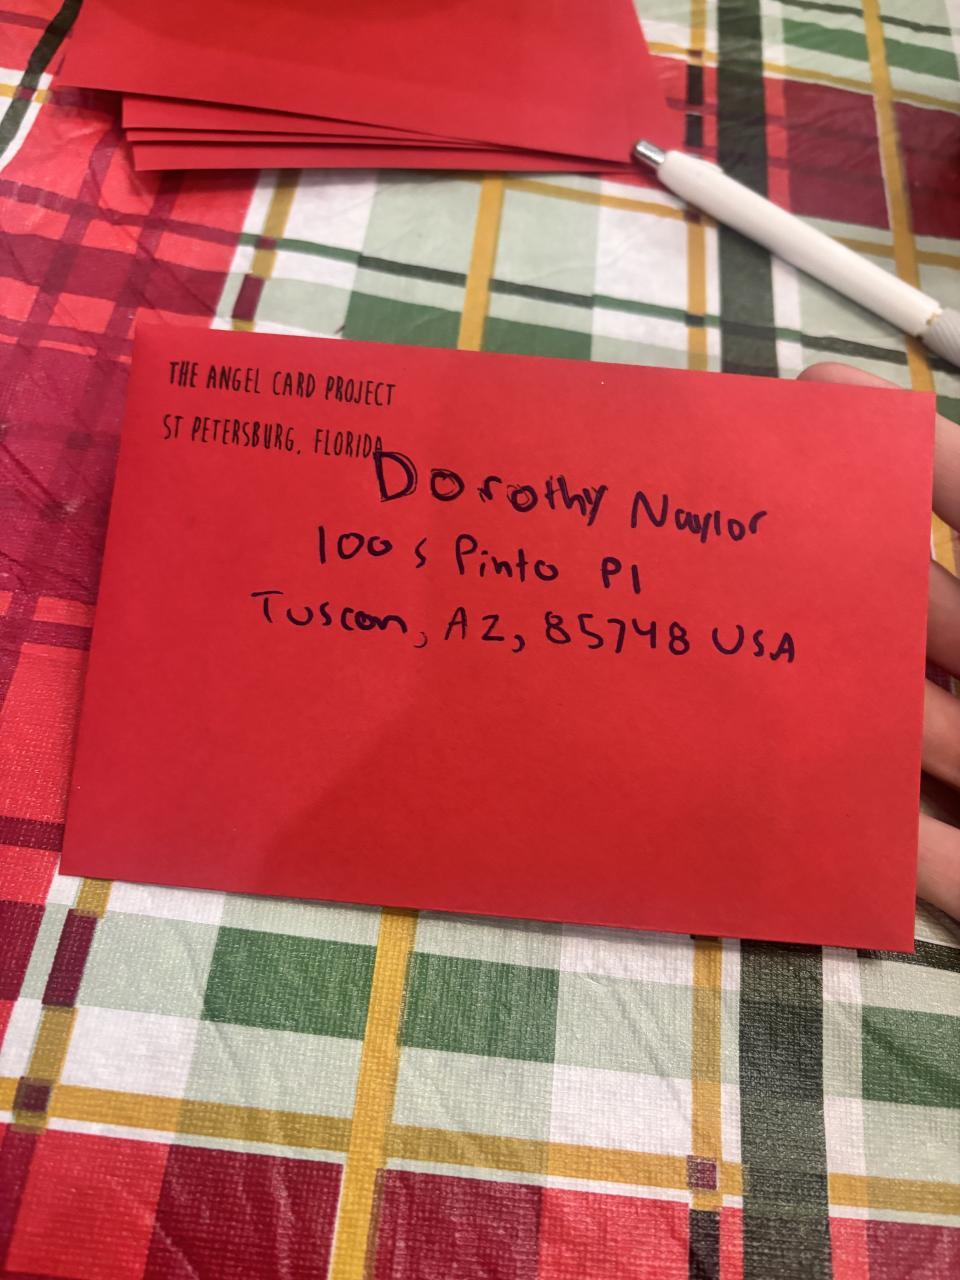 THE ANGEL CARD PROJECT
ST PETERSBURG, FLORIDA
Dorothy Naylor
100 S Pinto Pl
Tuscon, AZ, 85748 USA